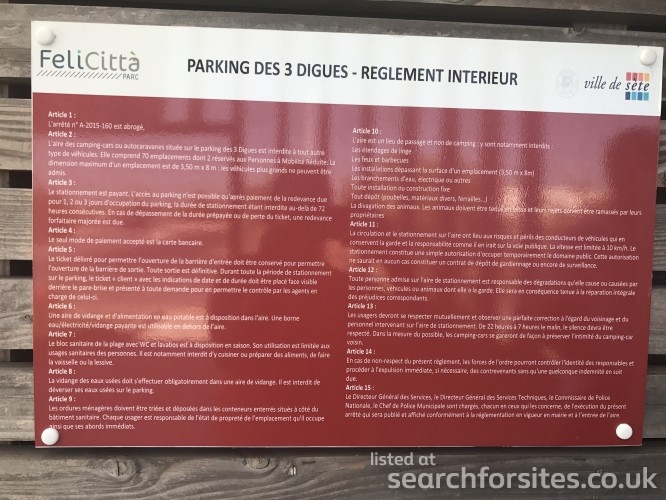 FeliCittà
PARC
PARKING DES 3 DIGUES - REGLEMENT INTERIEUR
ville de sète
Article 1 :
L'arrêté n° A-2015-160 est abrogé,
Article 2 :
L'aire des camping-cars ou autocaravanes située sur le parking des 3 Digues est interdite à tout autre
type de véhicules. Elle comprend 70 emplacements dont 2 réservés aux Personnes à Mobilité Réduite. La
dimension maximum d'un emplacement est de 3,50 m x 8 m : les véhicules plus grands ne peuvent être
admis.
Article 3 :
Le stationnement est payant. L'accès au parking n'est possible qu'après paiement de la redevance due
pour 1, 2 ou 3 jours d'occupation du parking, la durée de stationnement étant interdite au-delà de 72
heures consécutives. En cas de dépassement de la durée prépayée ou de perte du ticket, une redevance
forfaitaire majorée est due.
Article 4 :
Le seul mode de paiement accepté est la carte bancaire.
Article 5 :
Le ticket délivré pour permettre l'ouverture de la barrière d'entrée doit être conservé pour permettre
l'ouverture de la barrière de sortie. Toute sortie est définitive. Durant toute la période de stationnement
sur le parking, le ticket « client » avec les indications de date et de durée doit être placé face visible
derrière le pare-brise et présenté à toute demande pour en permettre le contrôle par les agents en
charge de celui-ci.
Article 6 :
Une aire de vidange et d'alimentation en eau potable est à disposition dans l'aire. Une borne
eau/électricité/vidange payante est utilisable en dehors de l'aire.
Article 7 :
Le bloc sanitaire de la plage avec WC et lavabos est à disposition en saison. Son utilisation est limitée aux
usages sanitaires des personnes. Il est notamment interdit d'y cuisiner ou préparer des aliments, de faire
la vaisselle ou la lessive.
Article 8 :
La vidange des eaux usées doit s'effectuer obligatoirement dans une aire de vidange. Il est interdit de
déverser ses eaux usées sur le parking.
Article 9 :
Les ordures ménagères doivent être triées et déposées dans les conteneurs enterrés situés à côté du
bâtiment sanitaire. Chaque usager est responsable de l'état de propreté de l'emplacement qu'il occupe
ainsi que ses abords immédiats.
Article 10 :
L'aire est un lieu de passage et non de camping : y sont notamment interdits :
Les étendages de linge
Les feux et barbecues
Les installations dépassant la surface d'un emplacement (3,50 m x 8m)
Les branchements d'eau, électrique ou autres
Toute installation ou construction fixe
Tout dépôt (poubelles, matériaux divers, ferrailles...)
La divagation des animaux. Les animaux doivent être tenus en laisse et leurs rejets doivent être ramassés par leurs
propriétaires
Article 11 :
La circulation et le stationnement sur l'aire ont lieu aux risques et périls des conducteurs de véhicules qui en
conservent la garde et la responsabilité comme il en irait sur la voie publique. La vitesse est limitée à 10 km/h. Le
stationnement constitue une simple autorisation d'occuper temporairement le domaine public. Cette autorisation
ne saurait en aucun cas constituer un contrat de dépôt de gardiennage ou encore de surveillance.
Article 12 :
Toute personne admise sur l'aire de stationnement est responsable des dégradations qu'elle cause ou causées par
les personnes, véhicules ou animaux dont elle a la garde. Elle sera en conséquence tenue à la réparation intégrale
des préjudices correspondants.
Article 13 :
Les usagers devront se respecter mutuellement et observer une parfaite correction à l'égard du voisinage et du
personnel intervenant sur l'aire de stationnement. De 22 heures à 7 heures le matin, le silence devra être
respecté. Dans la mesure du possible, les camping-cars se gareront de façon à préserver l'intimité du camping-car
voisin.
Article 14 :
En cas de non-respect du présent règlement, les forces de l'ordre pourront contrôler l'identité des responsables et
procéder à l'expulsion immédiate, si nécessaire, des contrevenants sans qu'une quelconque indemnité en soit
due.
Article 15 :
Le Directeur Général des Services, le Directeur Général des Services Techniques, le Commissaire de Police
Nationale, le Chef de Police Municipale sont chargés, chacun en ceux qui les concerne, de l'exécution du présent
arrêté qui sera publié et affiché conformément à la réglementation en vigueur en mairie et à l'entrée de l'aire.
listed at
searchforsites.co.uk